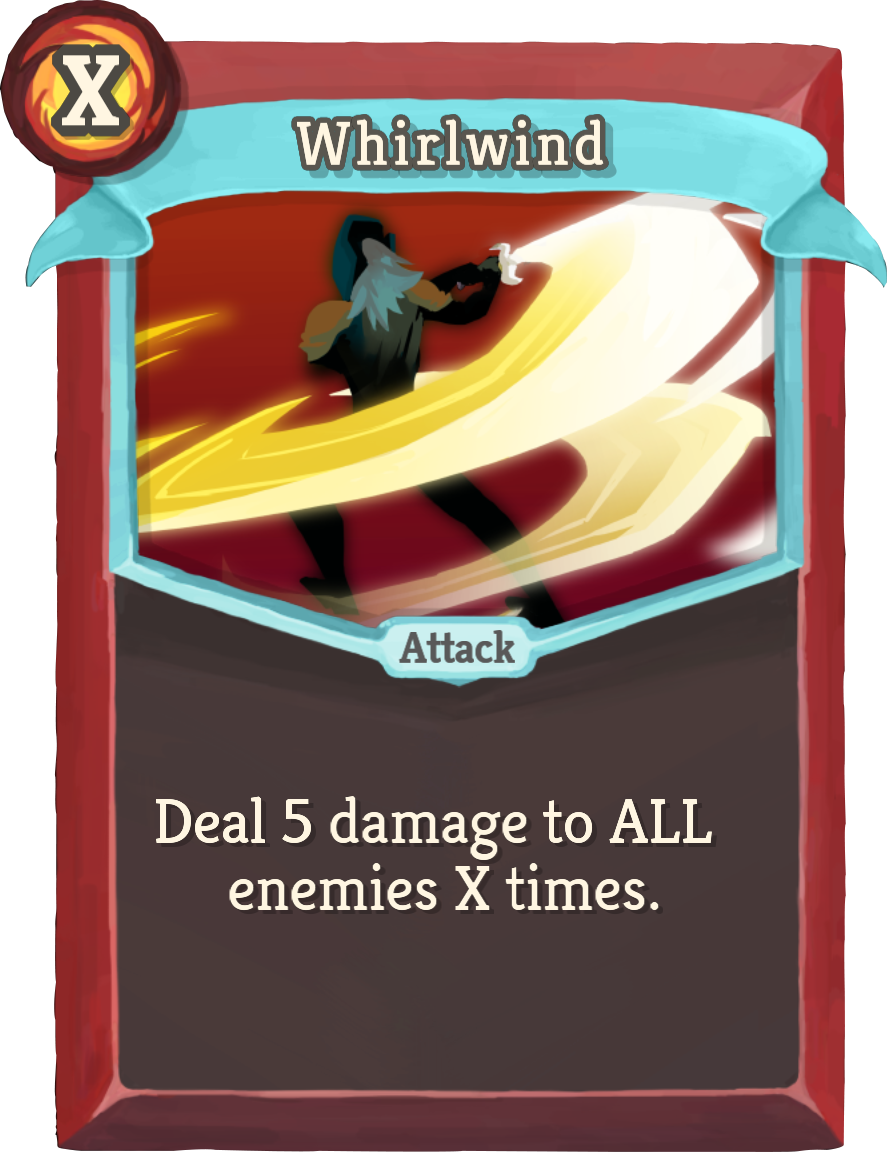 X
Whirlwind
Attack
Deal 5 damage to ALL
enemies X times.